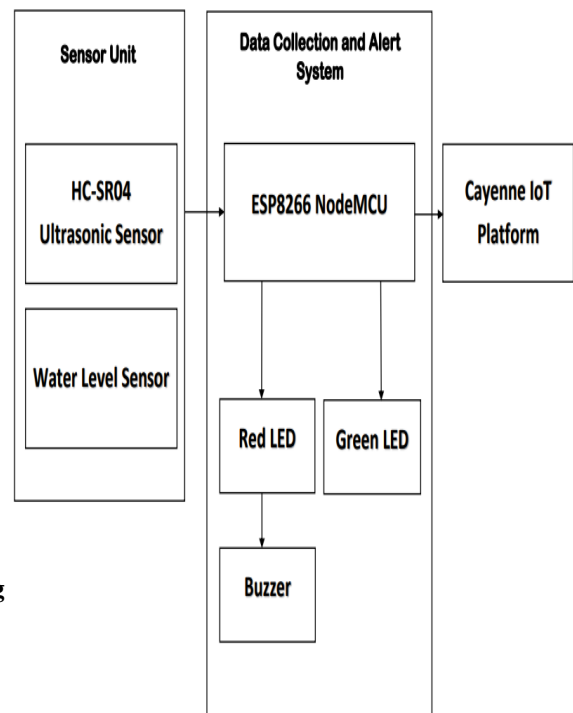 Sensor Unit
HC-SR04
Ultrasonic Sensor
Water Level Sensor
Data Collection and Alert
System
ESP8266 NodeMCU
Red LED
Green LED
Buzzer
Cayenne IoT
Platform
g